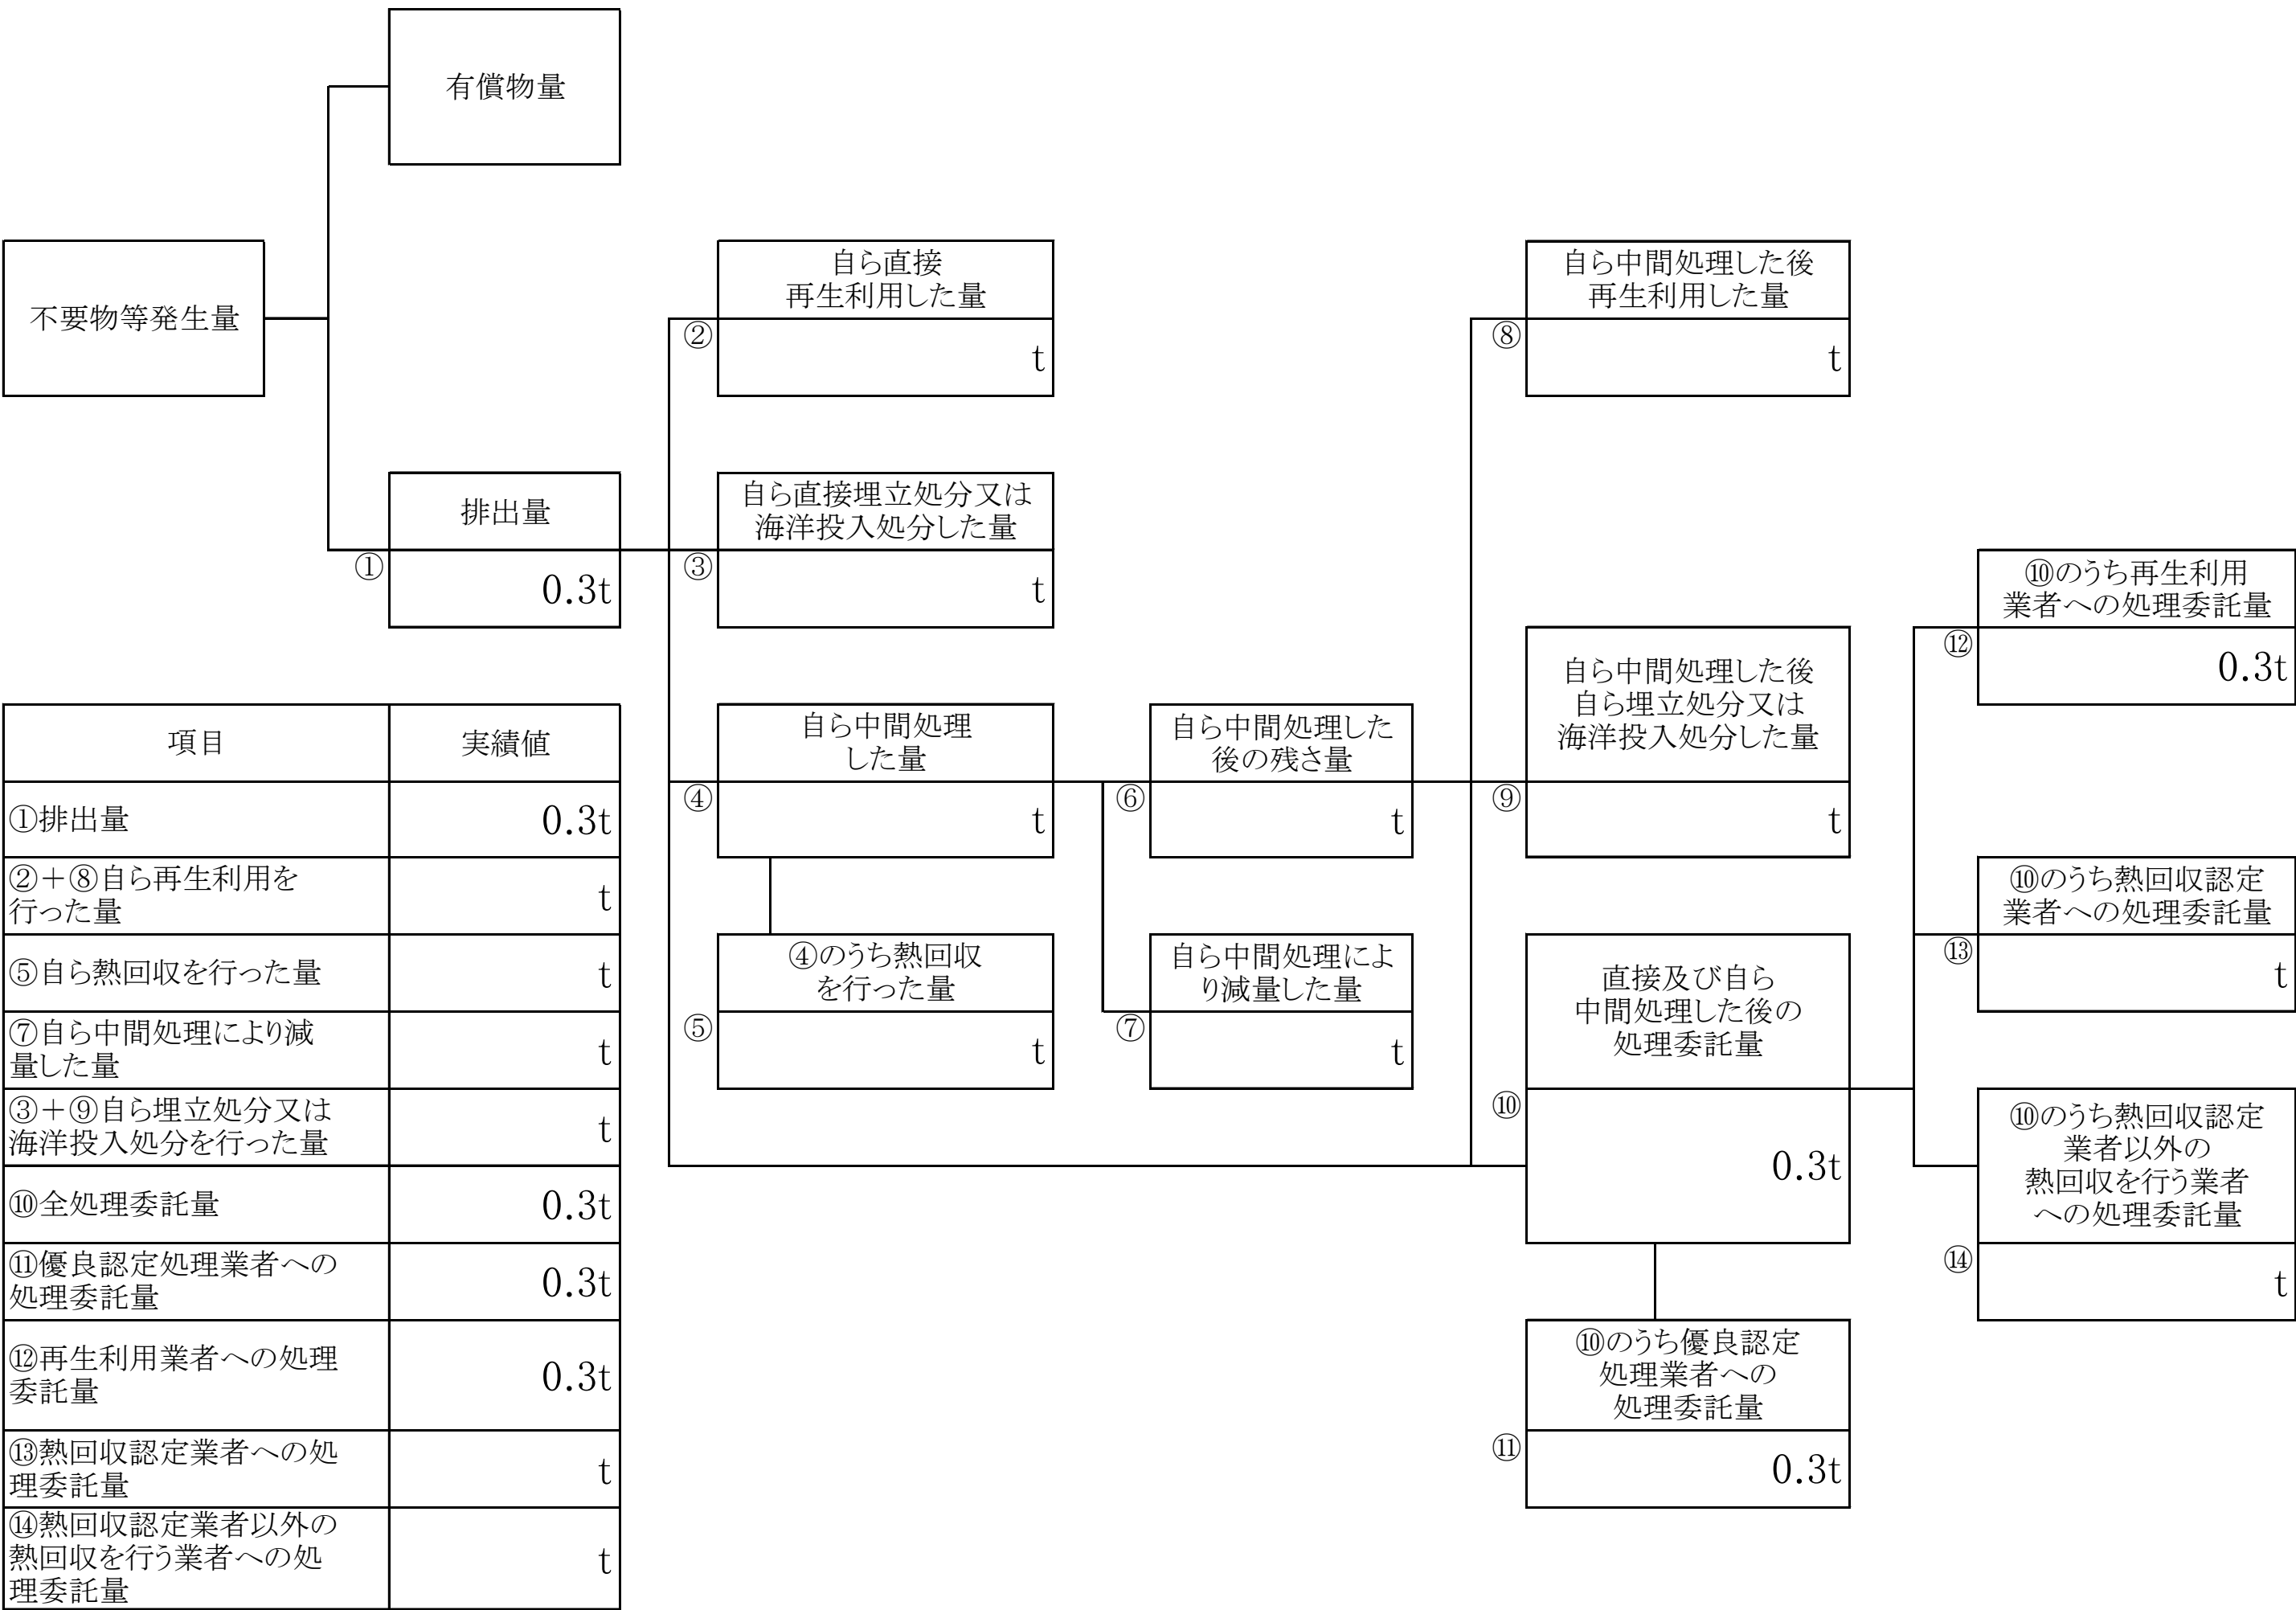 有償物量
不要物等発生量
排出量
①
0.3t
自ら直接
再生利用した量
②
t
自ら直接埋立処分又は
海洋投入処分した量
③
t
自ら中間処理
した量
④
t
④のうち熱回収
を行った量
⑤
t
自ら中間処理した
後の残さ量
⑥
t
自ら中間処理によ
り減量した量
⑦
t
自ら中間処理した後
再生利用した量
⑧
t
自ら中間処理した後
自ら埋立処分又は
海洋投入処分した量
⑨
t
直接及び自ら
中間処理した後の
処理委託量
⑩
0.3t
⑩のうち優良認定
処理業者への
処理委託量
⑪
0.3t
⑩のうち再生利用
業者への処理委託量
⑫
0.3t
⑩のうち熱回収認定
業者への処理委託量
⑬
t
⑩のうち熱回収認定
業者以外の
熱回収を行う業者
への処理委託量
⑭
t
項目 実績値
①排出量 0.3t
②+⑧自ら再生利用を
行った量 t
⑤自ら熱回収を行った量 t
⑦自ら中間処理により減
量した量 t
③+⑨自ら埋立処分又は
海洋投入処分を行った量 t
⑩全処理委託量 0.3t
⑪優良認定処理業者への
処理委託量 0.3t
⑫再生利用業者への処理
委託量 0.3t
⑬熱回収認定業者への処
理委託量 t
⑭熱回収認定業者以外の
熱回収を行う業者への処
理委託量 t